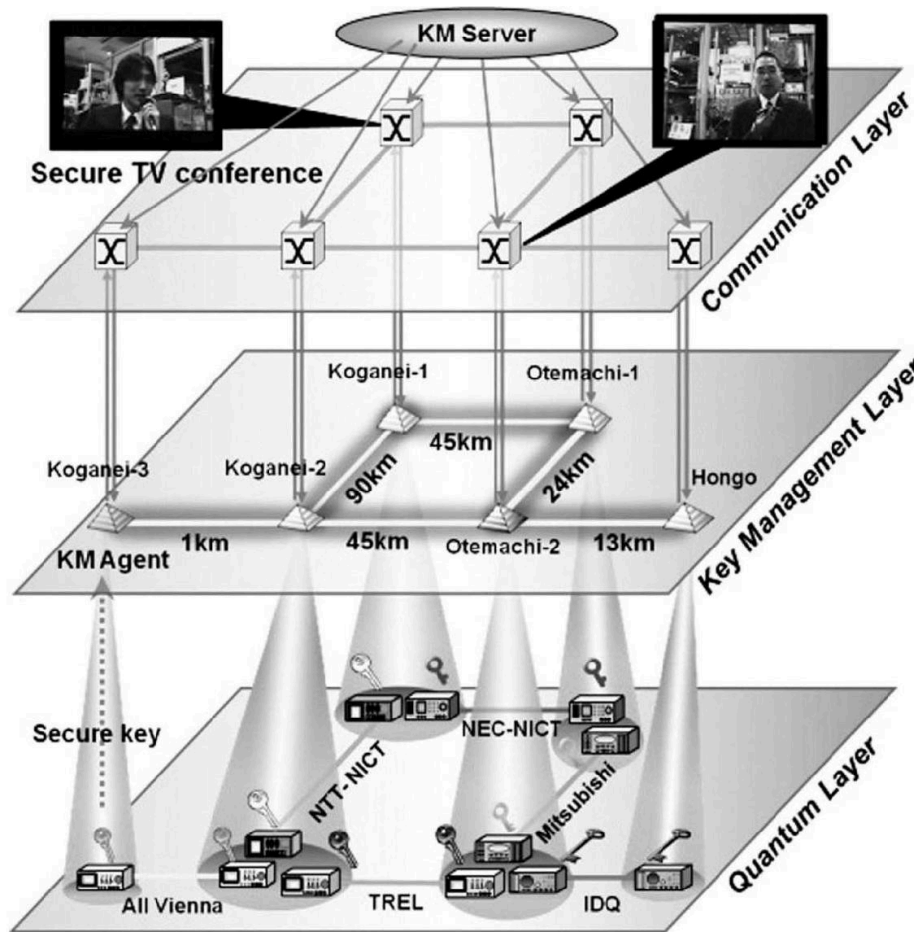 KM Server
Secure TV conference
Communication Layer
Koganei-1
Otemachi-1
45km
90km
24km
Koganei-3
Koganei-2
Hongo
1km
45km
Otemachi-2
13km
KM Agent
Key Management Layer
NEC-NICT
Secure key
NTT-NICT
Mitsubishi
All Vienna
TREL
IDQ
Quantum Layer